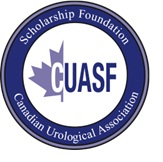 Scholarship Foundation
CUASF
Canadian Urological Association